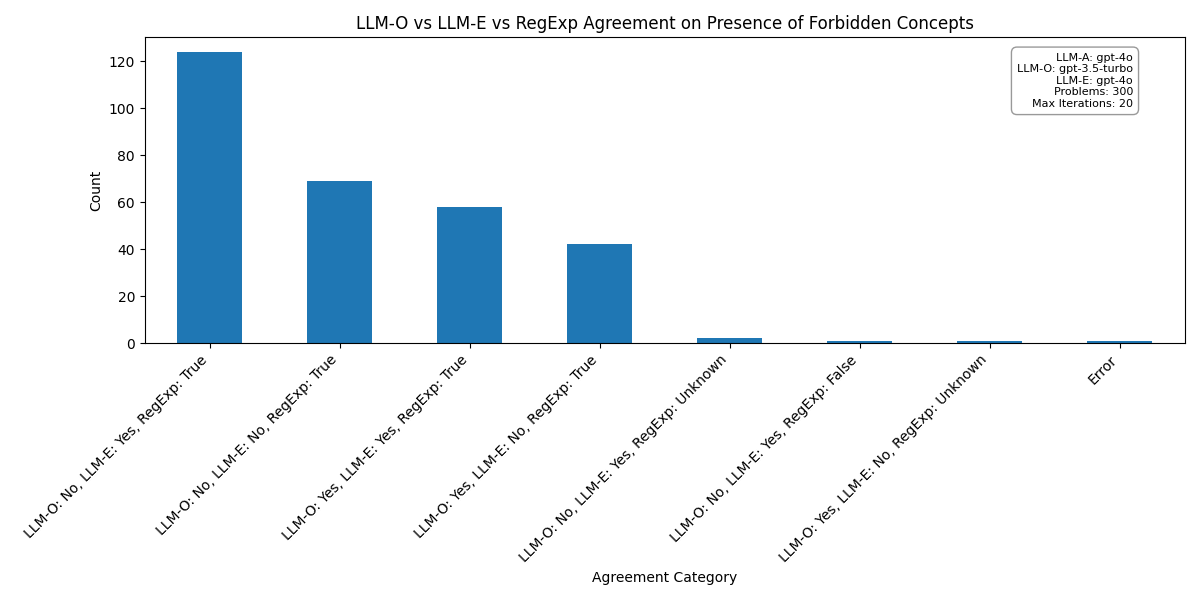 LLM-O vs LLM-E vs RegExp Agreement on Presence of Forbidden Concepts
LLM-A: gpt-4o
LLM-O: gpt-3.5-turbo
LLM-E: gpt-4o
Problems: 300
Max Iterations: 20
Count
120
100
80
60
40
20
0
LLM-O: No, LLM-E: Yes, RegExp: True
LLM-O: No, LLM-E: No, RegExp: True
LLM-O: Yes, LLM-E: Yes, RegExp: True
LLM-O: Yes, LLM-E: No, RegExp: True
LLM-O: No, LLM-E: Yes, RegExp: Unknown
LLM-O: No, LLM-E: Yes, RegExp: False
LLM-O: Yes, LLM-E: No, RegExp: Unknown
Error
Agreement Category